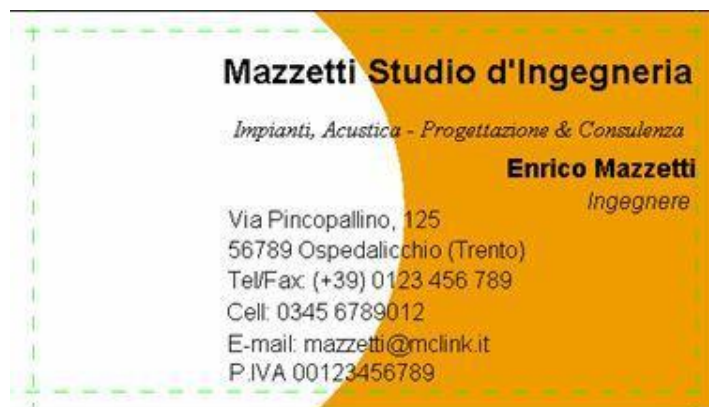 Mazzetti Studio d'Ingegneria
Impianti, Acustica - Progettazione & Consulenza
Enrico Mazzetti
Ingegnere
Via Pincopallino, 125
56789 Ospedalicchio (Trento)
Tel/Fax: (+39) 0123 456 789
Cell: 0345 6789012
E-mail: mazzetti@mclink.it
P.IVA 00123456789